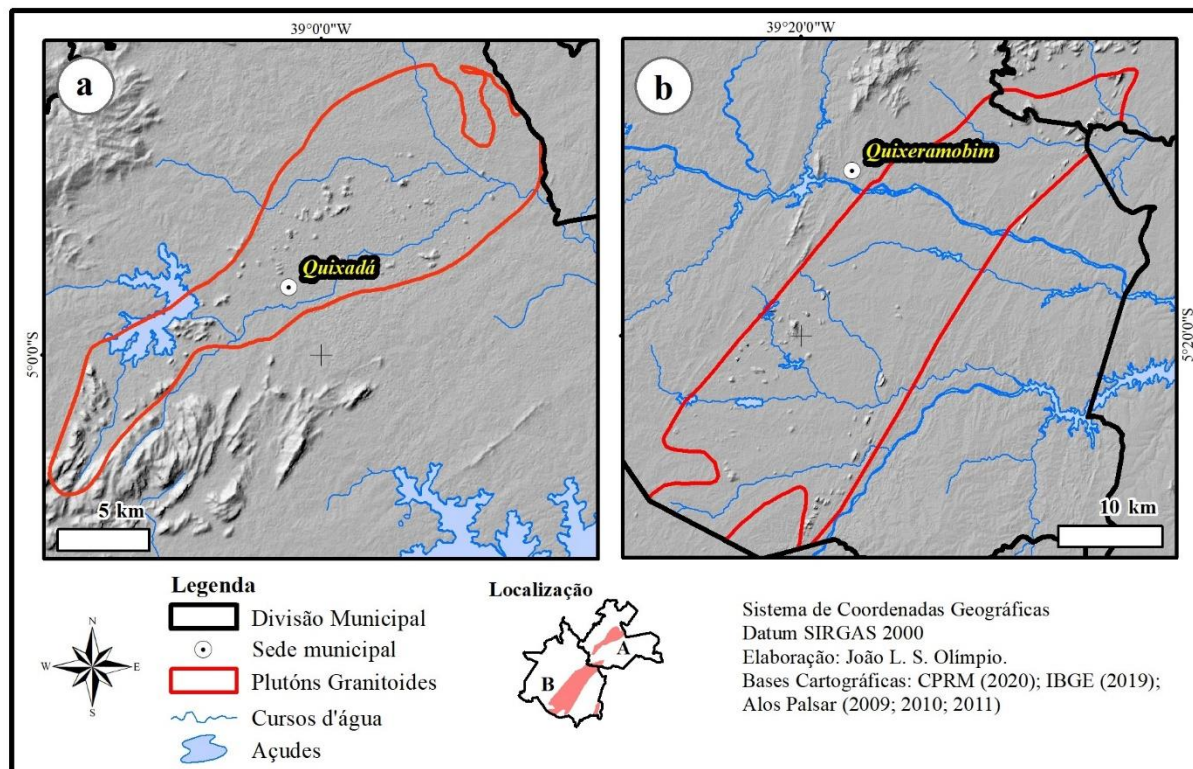 39°0'0"W
39°20'0"W
a
b
Quixadá
Quixeramobim
5°0'0"S
5°20'0"S
5 km
10 km
Legenda
Divisão Municipal
Sede municipal
Plutóns Granitoides
Cursos d'água
Açudes
N
W
E
S
Localização
A
B
Sistema de Coordenadas Geográficas
Datum SIRGAS 2000
Elaboração: João L. S. Olímpio.
Bases Cartográficas: CPRM (2020); IBGE (2019);
Alos Palsar (2009; 2010; 2011)